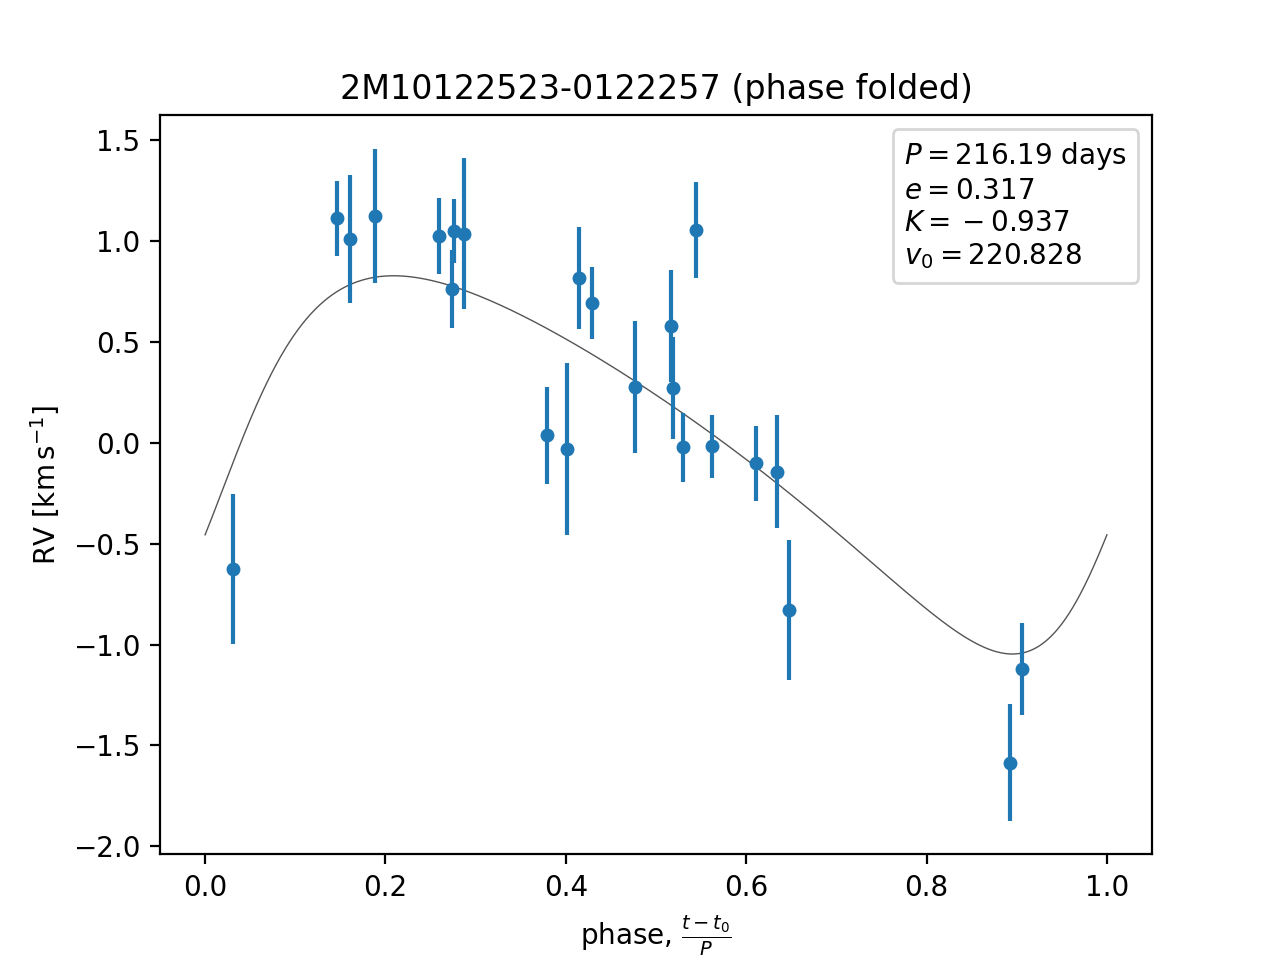 2M10122523-0122257 (phase folded)
P = 216.19 days
e = 0.317
K = −0.937
v₀ = 220.828
RV [km s⁻¹]
1.5
1.0
0.5
0.0
−0.5
−1.0
−1.5
−2.0
0.0 0.2 0.4 0.6 0.8 1.0
phase, (t − t₀)/P